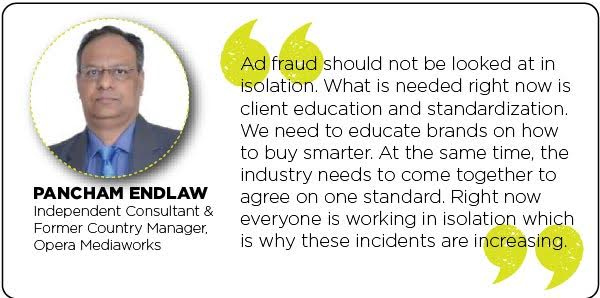 PANCHAM ENDLAW
Independent Consultant &
Former Country Manager,
Opera Mediaworks
Ad fraud should not be looked at in
isolation. What is needed right now is
client education and standardization.
We need to educate brands on how
to buy smarter. At the same time, the
industry needs to come together to
agree on one standard. Right now
everyone is working in isolation which
is why these incidents are increasing.